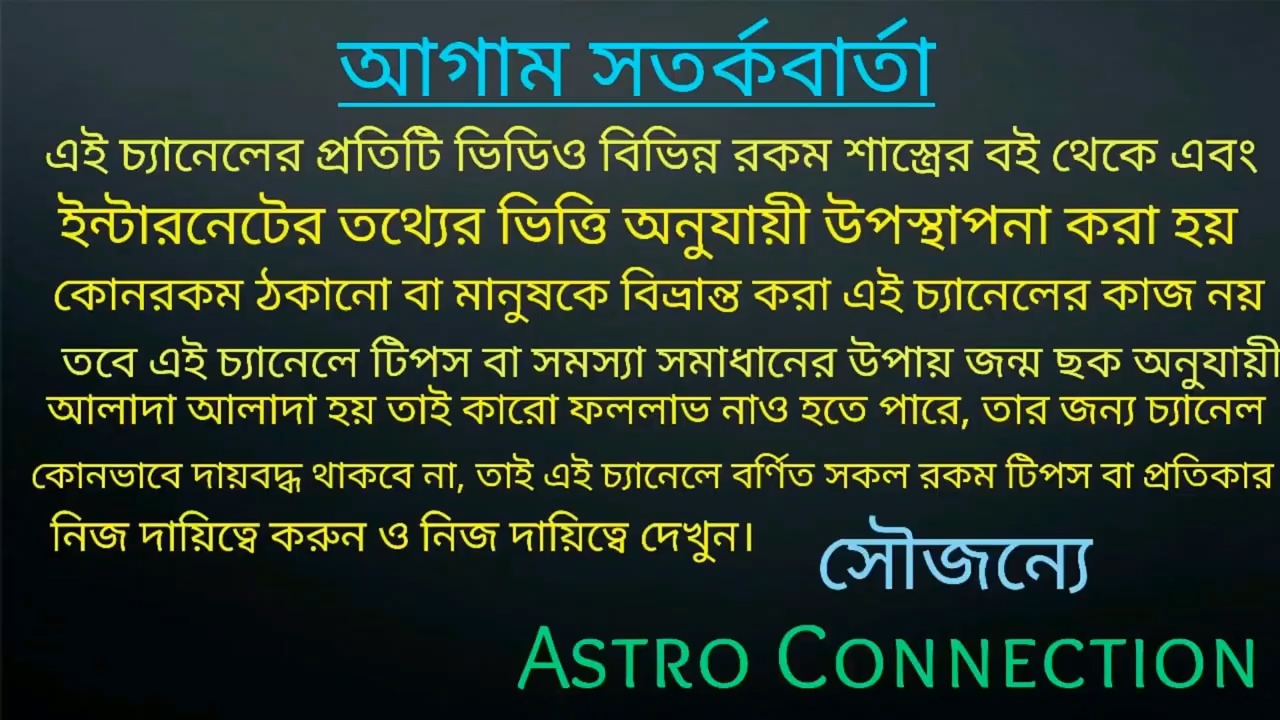 আগাম সতর্কবার্তা
এই চ্যানেলের প্রতিটি ভিডিও বিভিন্ন রকম শাস্ত্রের বই থেকে এবং
ইন্টারনেটের তথ্যের ভিত্তি অনুযায়ী উপস্থাপনা করা হয়
কোনরকম ঠকানো বা মানুষকে বিভ্রান্ত করা এই চ্যানেলের কাজ নয়
তবে এই চ্যানেলে টিপস বা সমস্যা সমাধানের উপায় জন্ম ছক অনুযায়ী
আলাদা আলাদা হয় তাই কারো ফললাভ নাও হতে পারে, তার জন্য চ্যানেল
কোনভাবে দায়বদ্ধ থাকবে না, তাই এই চ্যানেলে বর্ণিত সকল রকম টিপস বা প্রতিকার
নিজ দায়িত্বে করুন ও নিজ দায়িত্বে দেখুন।
সৌজন্যে
ASTRO CONNECTION